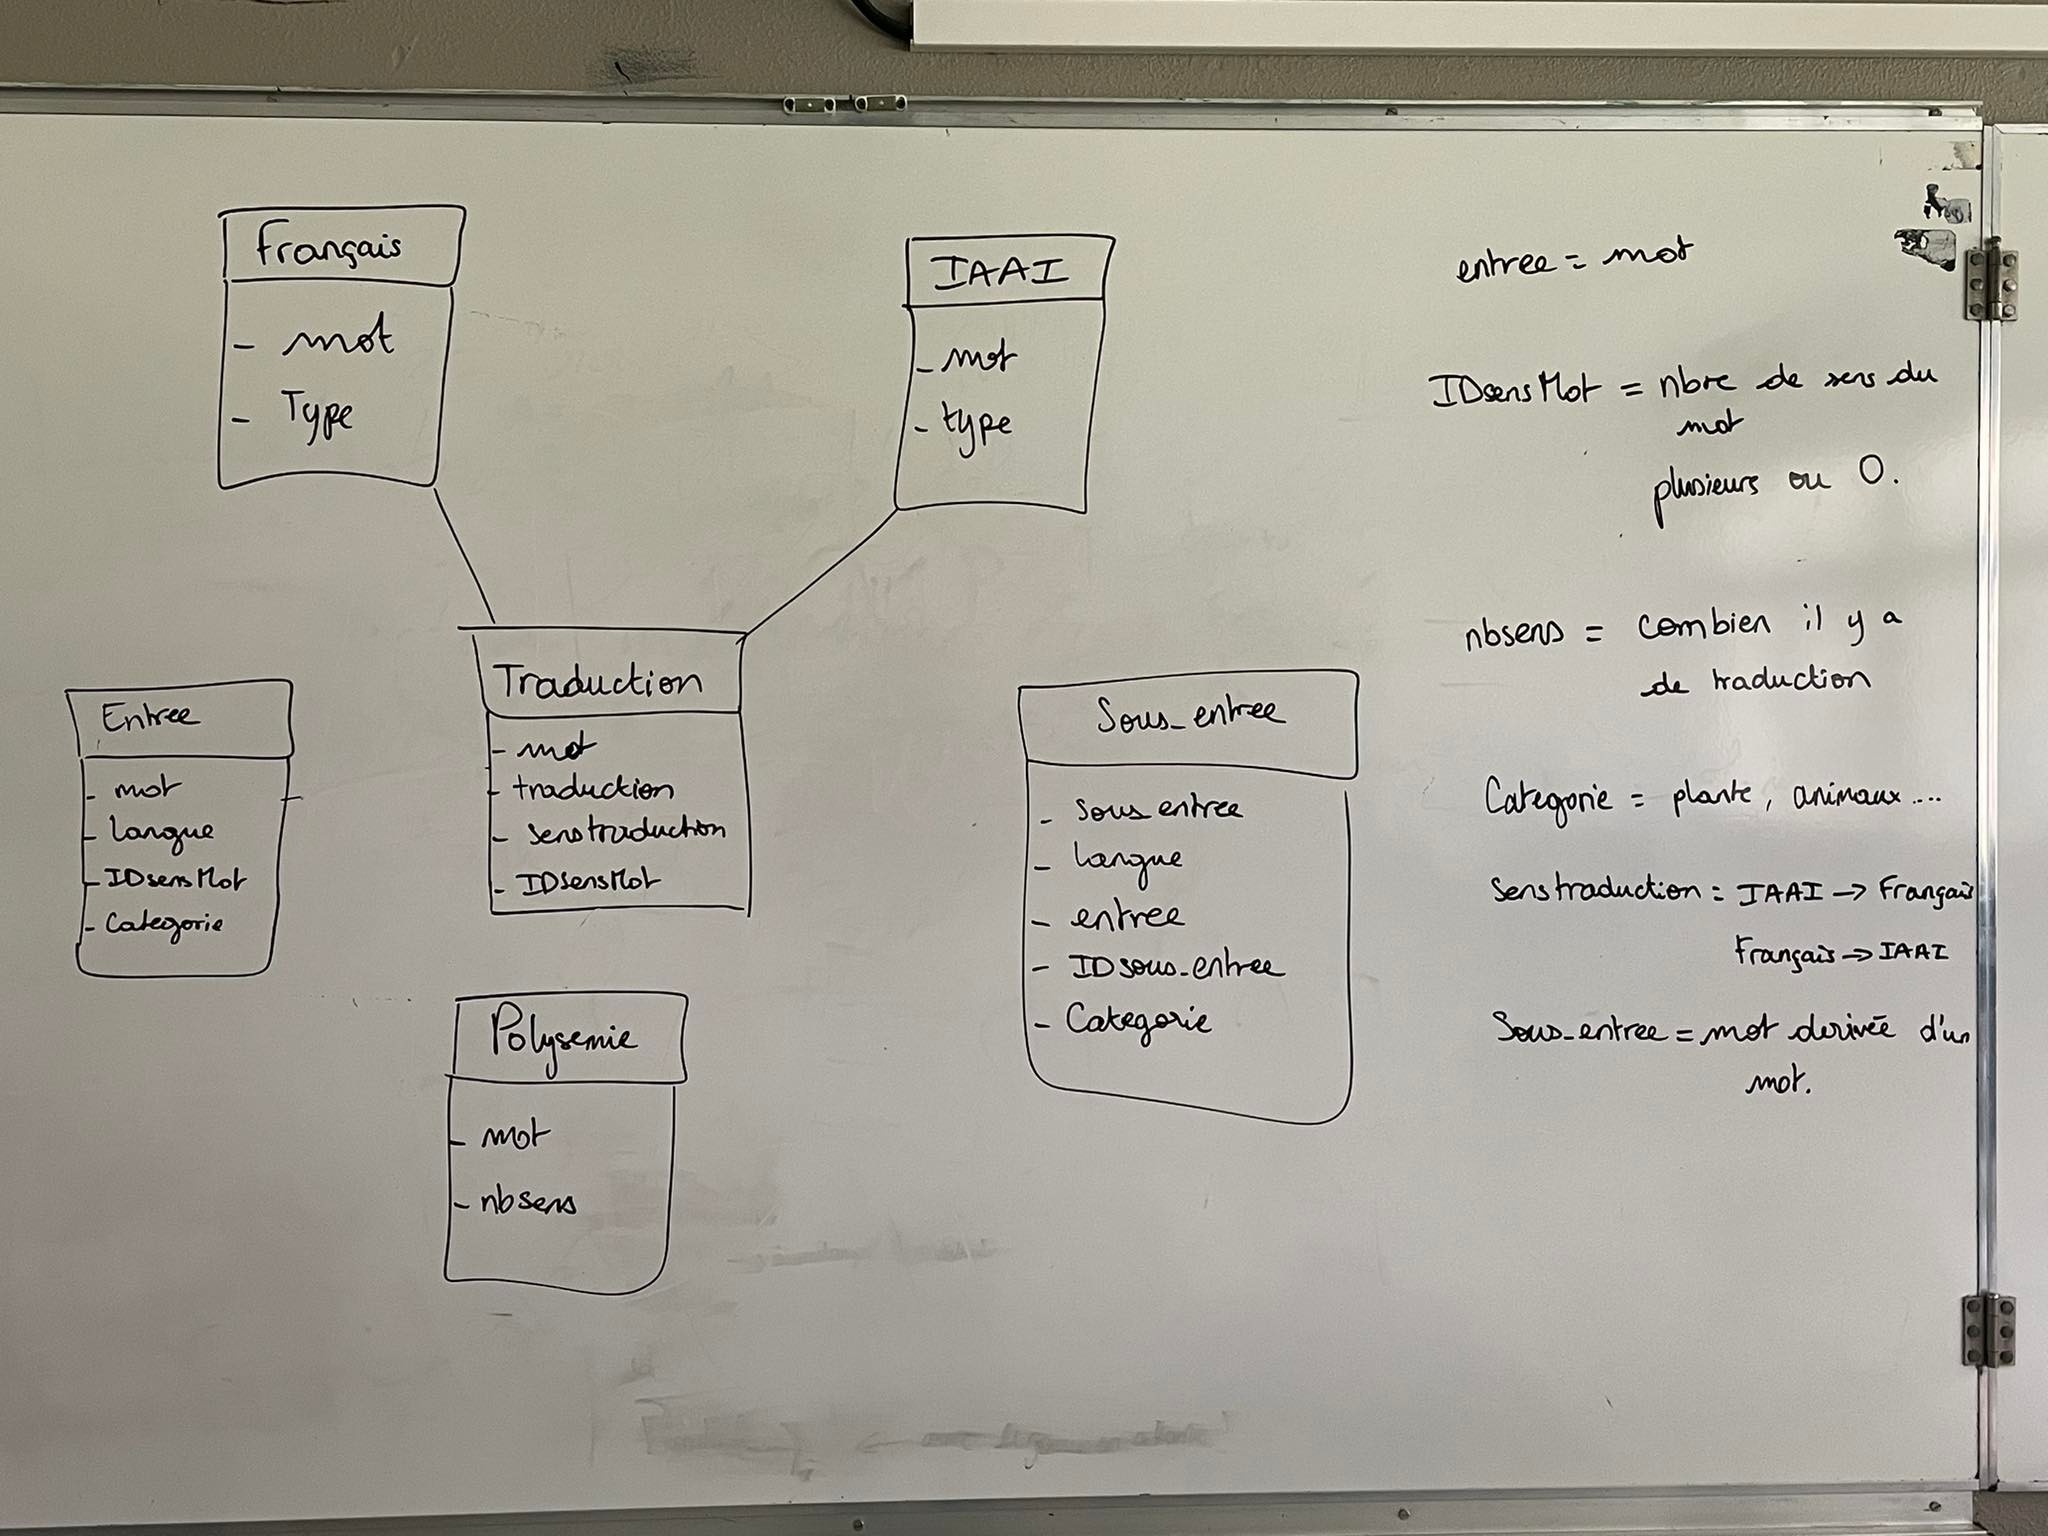 Français
- mot
- Type
IAAI
- mot
- type
Entree
- mot
- langue
- IDsensMot
- Categorie
Traduction
- mot
- traduction
- senstraduction
- IDsensMot
Sous_entree
- sous_entree
- langue
- entree
- IDsous_entree
- Categorie
Polysemie
- mot
- nbsens
entree = mot
IDsensMot = nbre de sens du
mot
plusieurs ou 0.
nbsens = combien il y a
de traduction
Categorie = plante, animaux....
Senstraduction = IAAI → Français
Français → IAAI
Sous_entree = mot derivée d'un
mot.